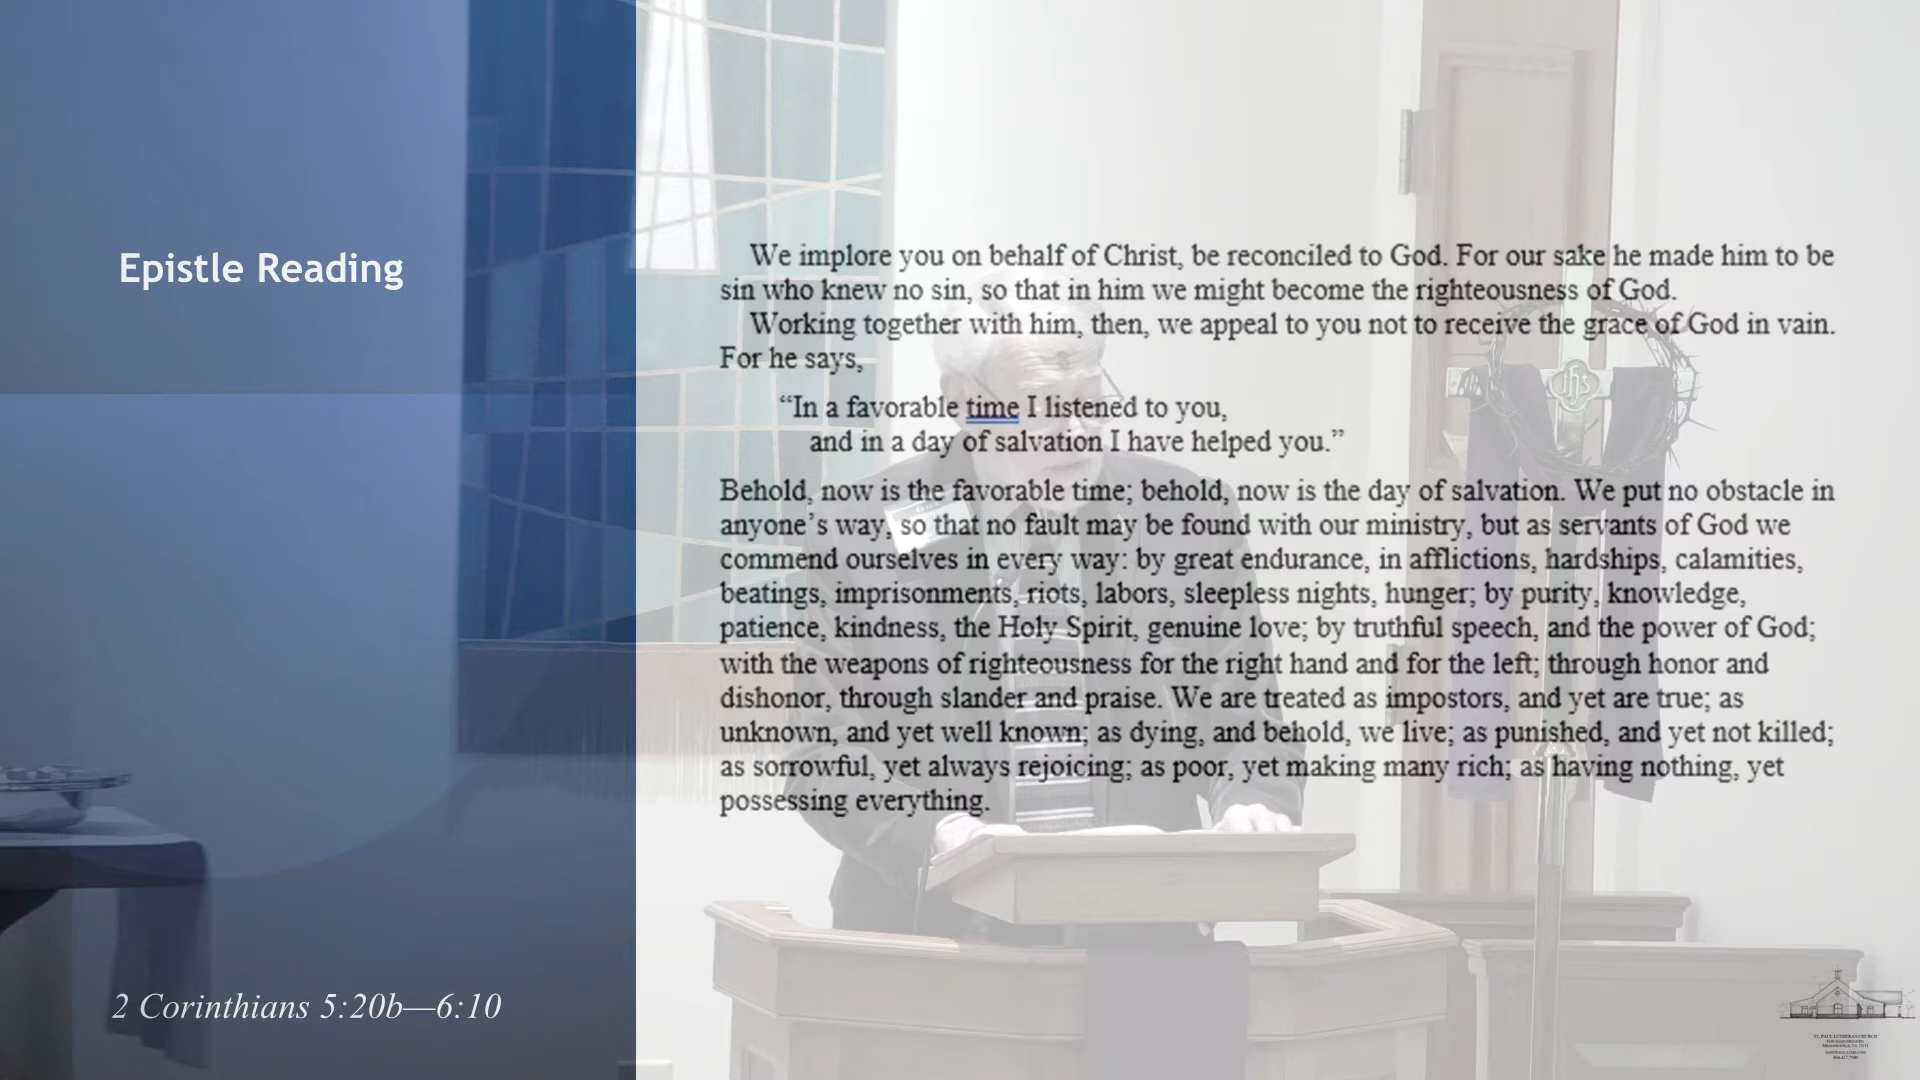 Epistle Reading
We implore you on behalf of Christ, be reconciled to God. For our sake he made him to be
sin who knew no sin, so that in him we might become the righteousness of God.
Working together with him, then, we appeal to you not to receive the grace of God in vain.
For he says,
“In a favorable time I listened to you,
and in a day of salvation I have helped you.”
Behold, now is the favorable time; behold, now is the day of salvation. We put no obstacle in
anyone’s way, so that no fault may be found with our ministry, but as servants of God we
commend ourselves in every way: by great endurance, in afflictions, hardships, calamities,
beatings, imprisonments, riots, labors, sleepless nights, hunger; by purity, knowledge,
patience, kindness, the Holy Spirit, genuine love; by truthful speech, and the power of God;
with the weapons of righteousness for the right hand and for the left; through honor and
dishonor, through slander and praise. We are treated as impostors, and yet are true; as
unknown, and yet well known; as dying, and behold, we live; as punished, and yet not killed;
as sorrowful, yet always rejoicing; as poor, yet making many rich; as having nothing, yet
possessing everything.
2 Corinthians 5:20b—6:10
ST. PAUL LUTHERAN CHURCH